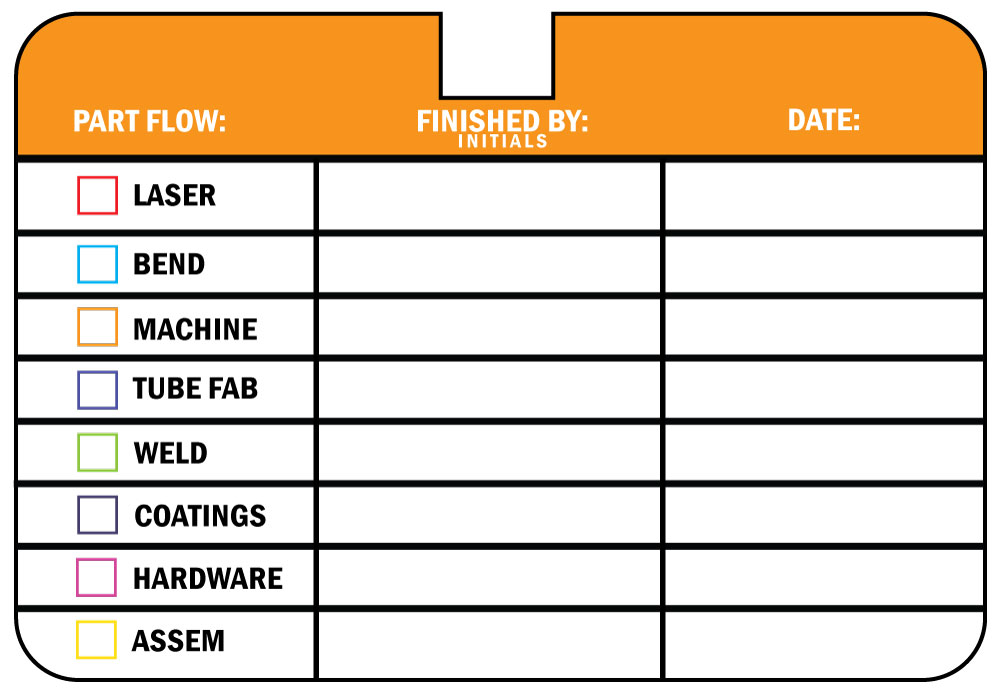 PART FLOW:
FINISHED BY:
INITIALS
DATE:
LASER
BEND
MACHINE
TUBE FAB
WELD
COATINGS
HARDWARE
ASSEM